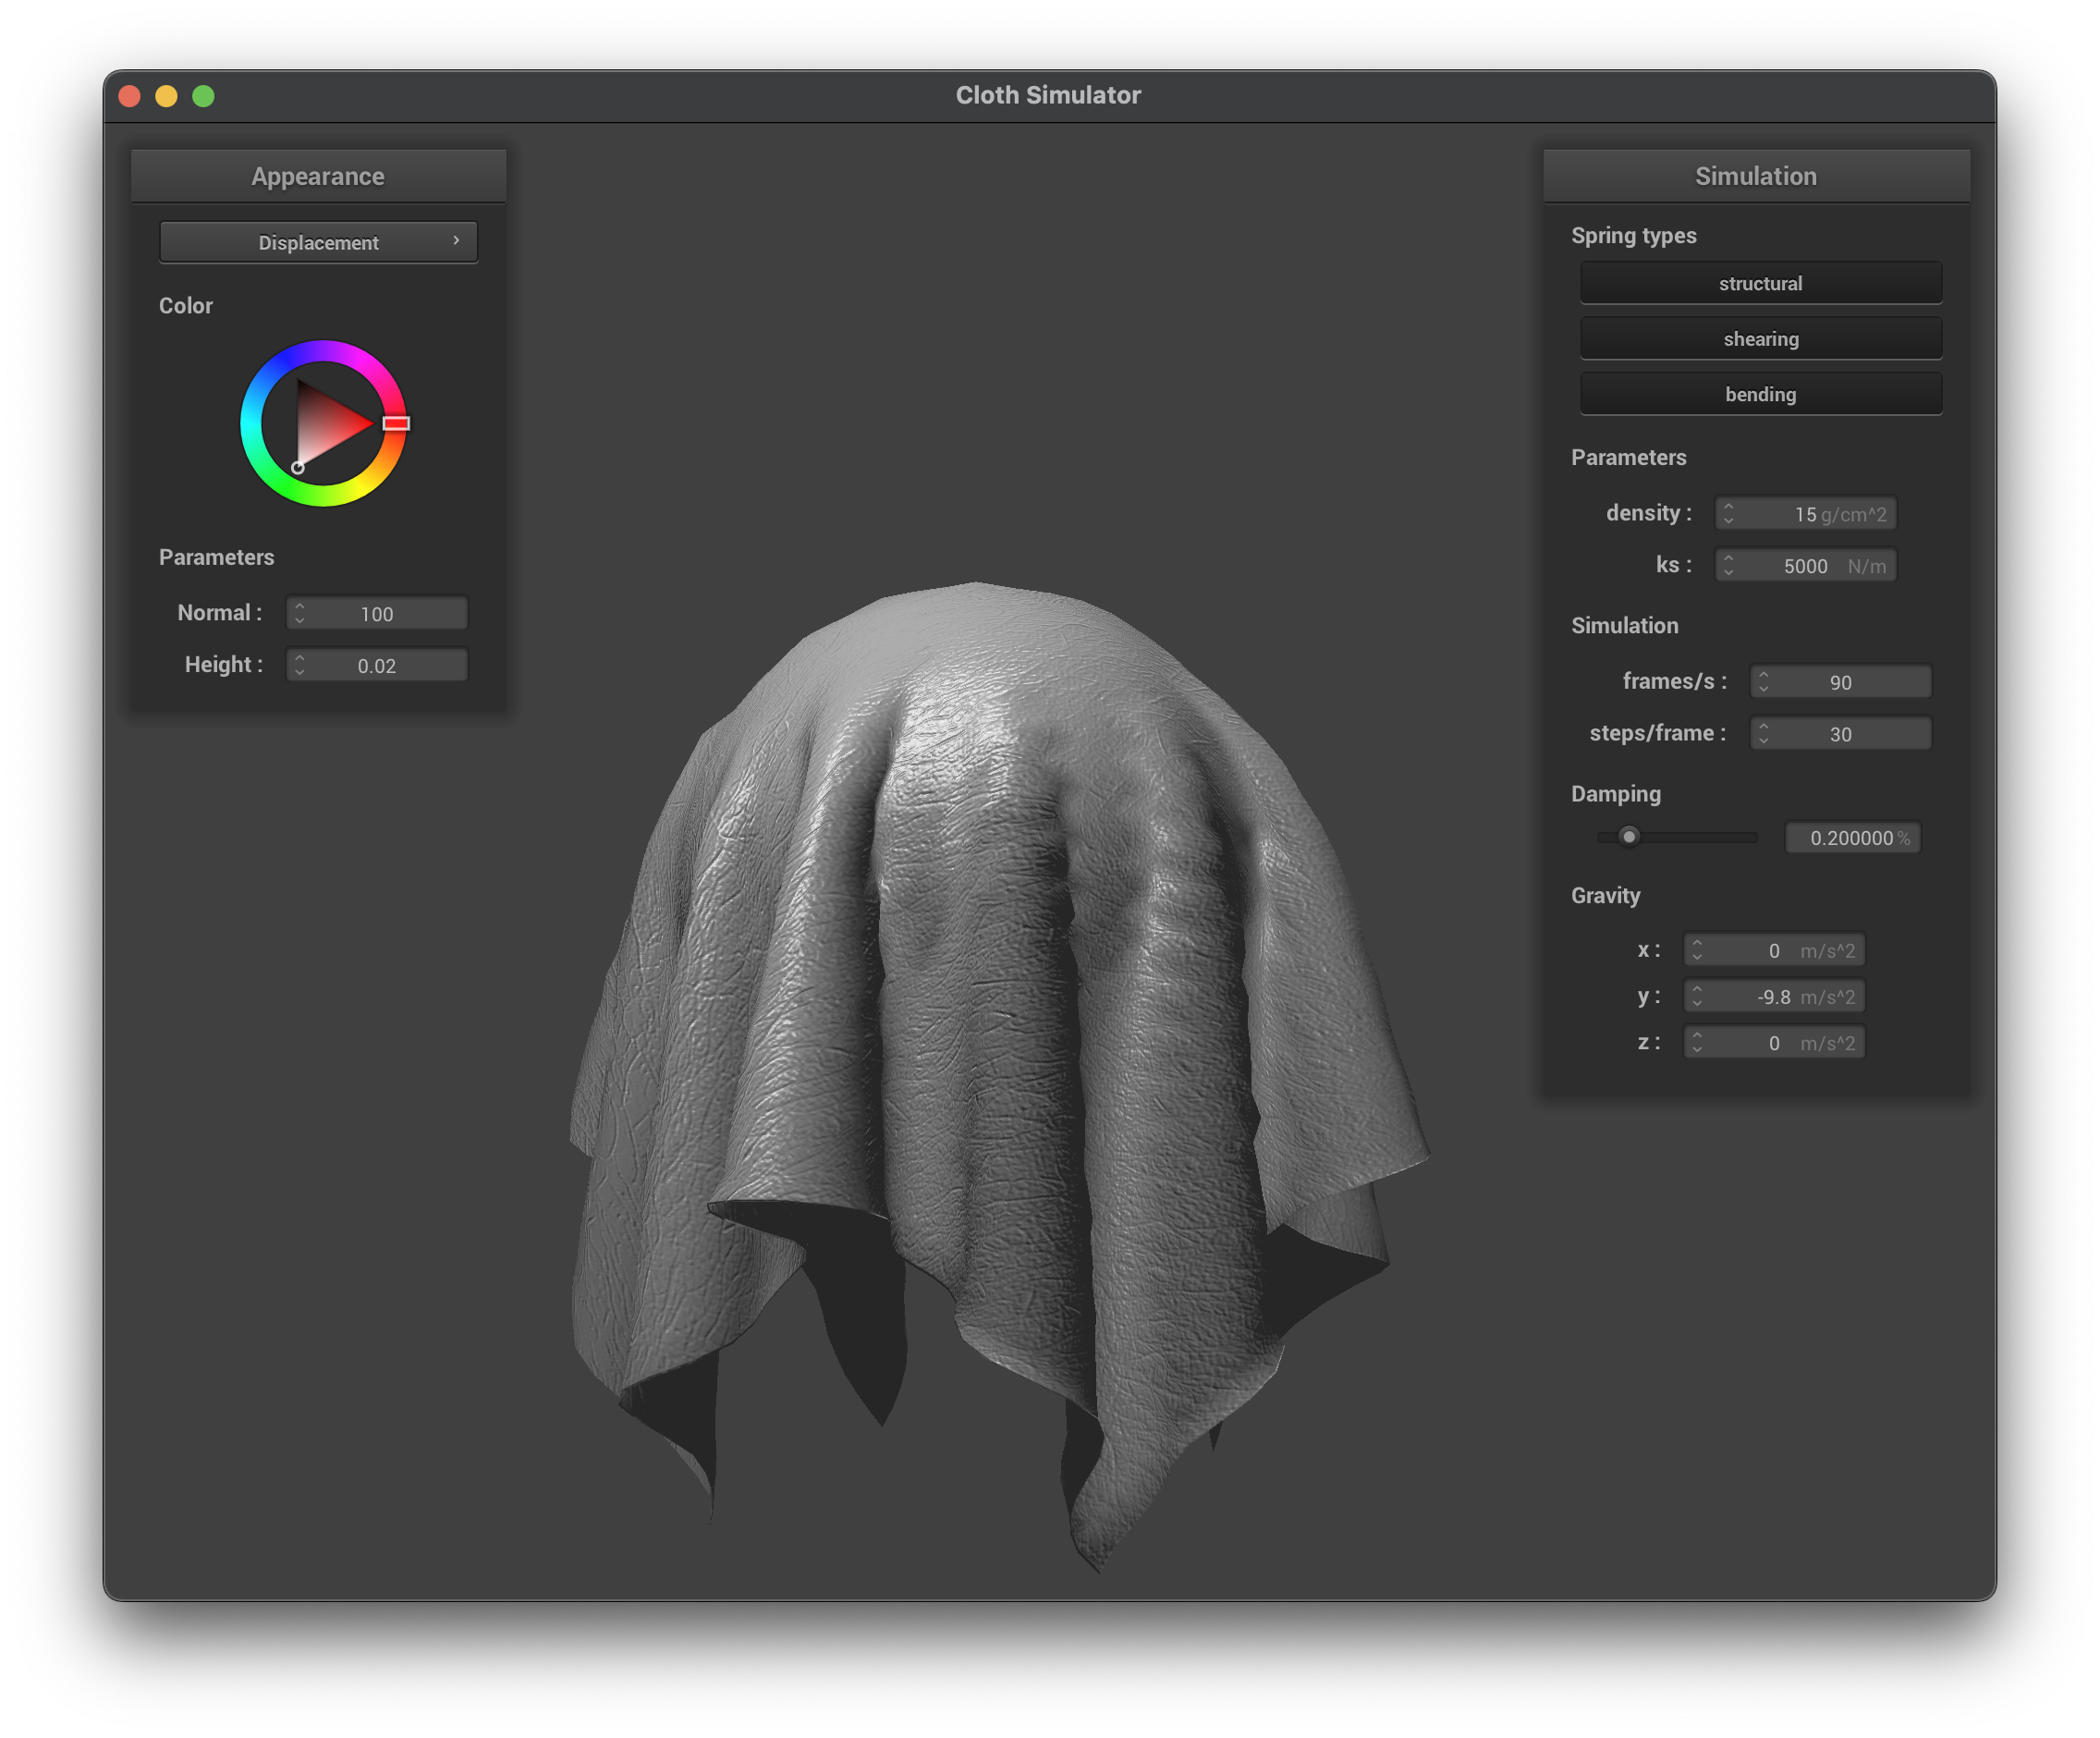 Cloth Simulator
Appearance
Displacement
Color
Parameters
Normal : 100
Height : 0.02
Simulation
Spring types
structural
shearing
bending
Parameters
density : 15 g/cm^2
ks : 5000 N/m
Simulation
frames/s : 90
steps/frame : 30
Damping
0.200000 %
Gravity
x : 0 m/s^2
y : -9.8 m/s^2
z : 0 m/s^2